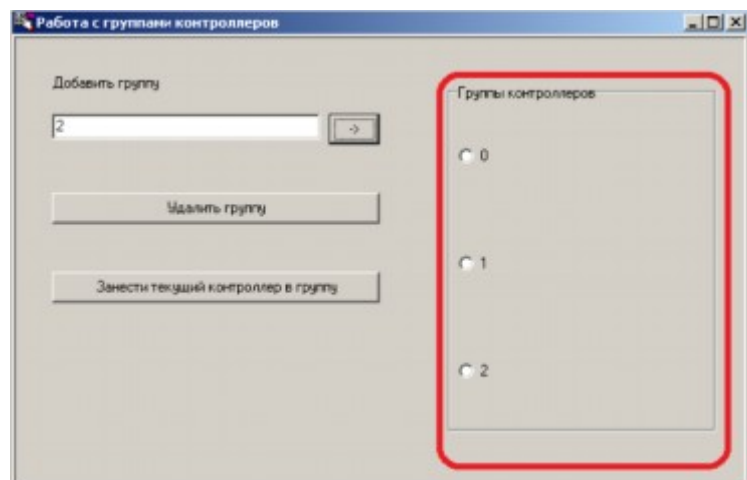 Работа с группами контроллеров
Добавить группу
2
->
Удалить группу
Занести текущий контроллер в группу
Группы контроллеров
0
1
2